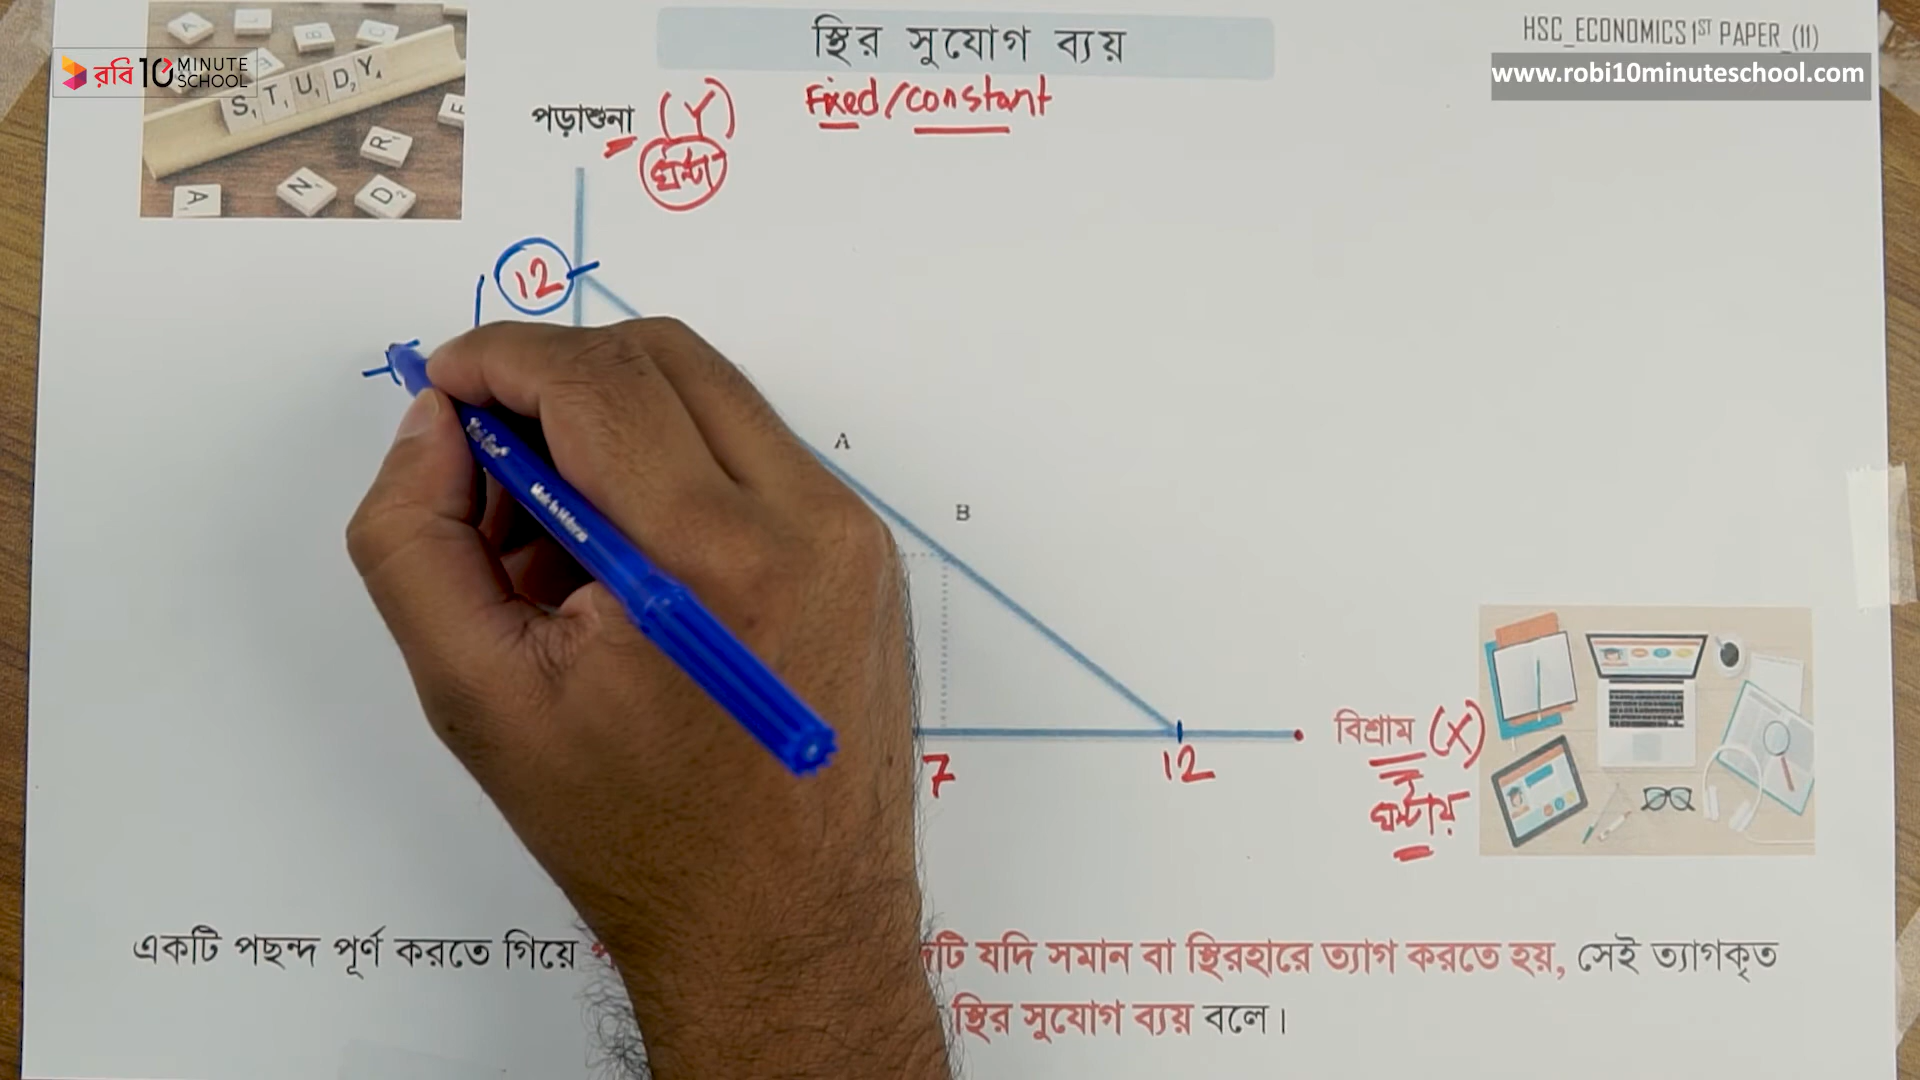 স্থির সুযোগ ব্যয়
HSC_ECONOMICS 1ST PAPER_(11)
রবি 10 MINUTE SCHOOL
www.robi10minuteschool.com
S T U D Y
পড়াশুনা (Y)
Fixed/constant
ঘন্টা
12
A
B
7
12
বিশ্রাম (X)
ঘন্টায়
একটি পছন্দ পূর্ণ করতে গিয়ে টি যদি সমান বা স্থিরহারে ত্যাগ করতে হয়, সেই ত্যাগকৃত
স্থির সুযোগ ব্যয় বলে।